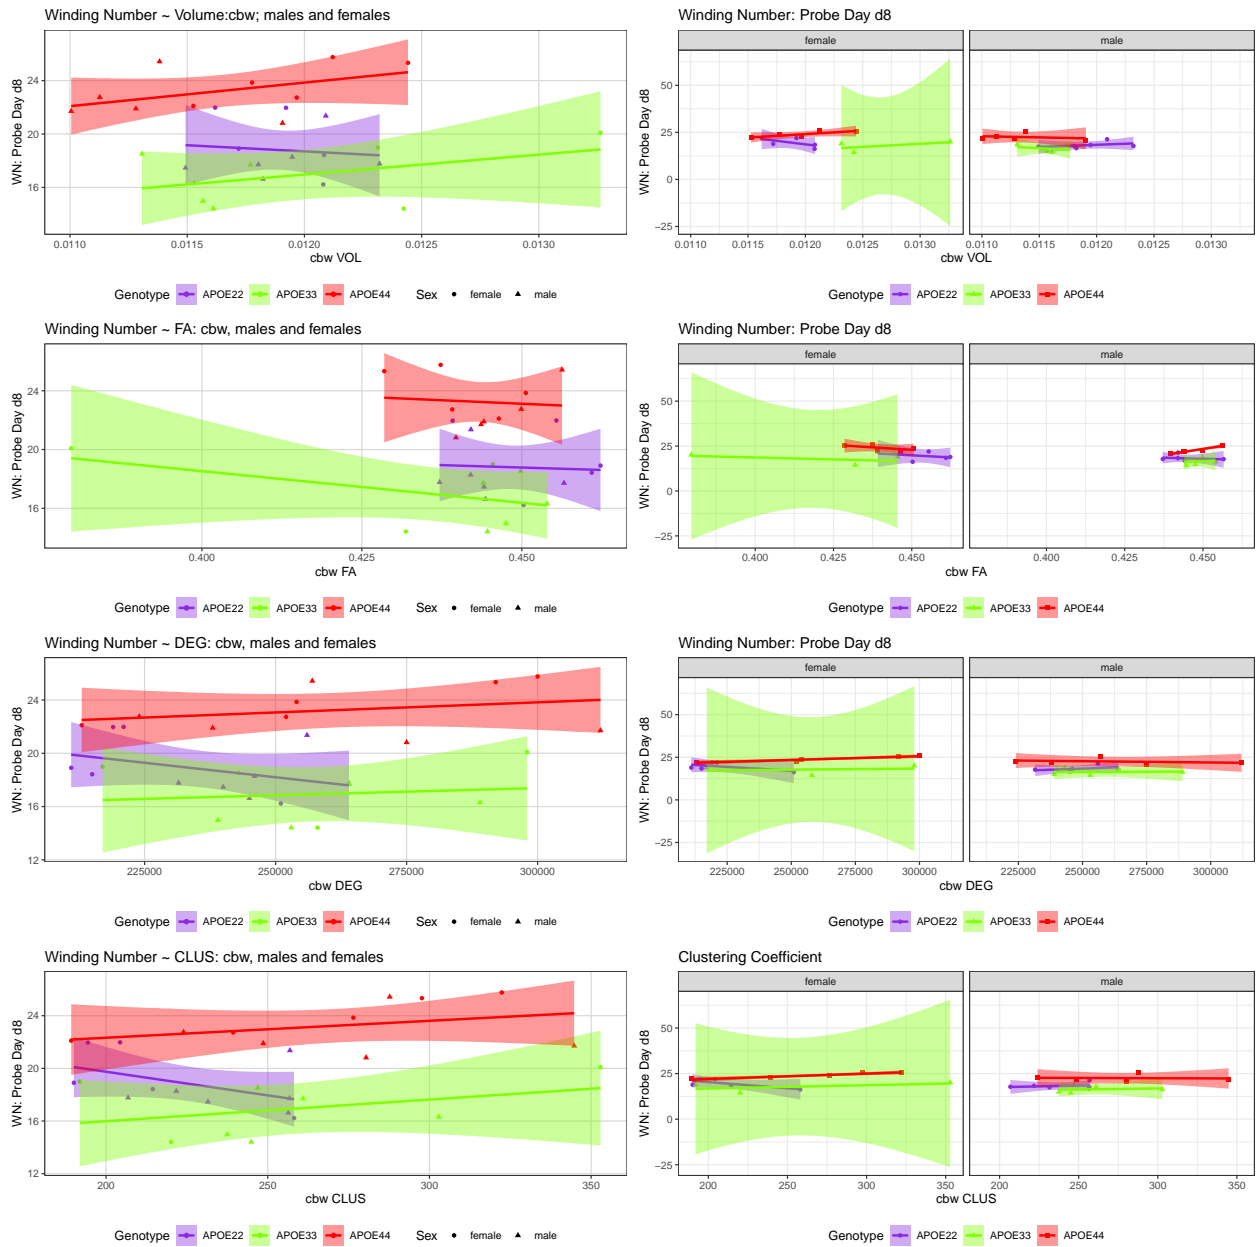 Winding Number ~ Volume:cbw; males and females
WN: Probe Day d8
24
20
16
0.0110
0.0115
0.0120
0.0125
0.0130
cbw VOL
Genotype APOE22 APOE33 APOE44 Sex female male
Winding Number: Probe Day d8
female
male
WN: Probe Day d8
50
25
0
−25
0.0110
0.0115
0.0120
0.0125
0.0130
0.0110
0.0115
0.0120
0.0125
0.0130
cbw VOL
Genotype APOE22 APOE33 APOE44
Winding Number ~ FA: cbw, males and females
WN: Probe Day d8
24
20
16
0.400
0.425
0.450
cbw FA
Genotype APOE22 APOE33 APOE44 Sex female male
Winding Number: Probe Day d8
female
male
WN: Probe Day d8
50
25
0
−25
0.400
0.425
0.450
0.400
0.425
0.450
cbw FA
Genotype APOE22 APOE33 APOE44
Winding Number ~ DEG: cbw, males and females
WN: Probe Day d8
24
20
16
12
225000
250000
275000
300000
cbw DEG
Genotype APOE22 APOE33 APOE44 Sex female male
Winding Number: Probe Day d8
female
male
WN: Probe Day d8
50
25
0
−25
225000
250000
275000
300000
225000
250000
275000
300000
cbw DEG
Genotype APOE22 APOE33 APOE44
Winding Number ~ CLUS: cbw, males and females
WN: Probe Day d8
24
20
16
12
200
250
300
350
cbw CLUS
Genotype APOE22 APOE33 APOE44 Sex female male
Clustering Coefficient
female
male
WN: Probe Day d8
50
25
0
−25
200
250
300
350
200
250
300
350
cbw CLUS
Genotype APOE22 APOE33 APOE44